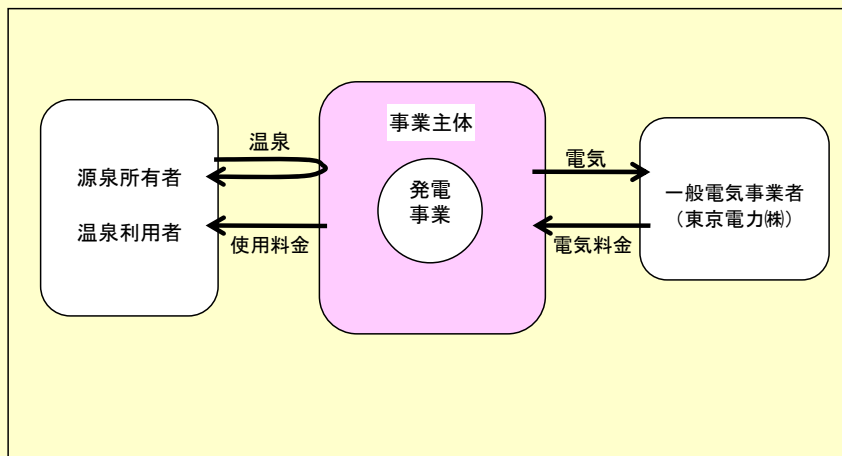 事業主体
温泉
源泉所有者
温泉利用者
使用料金
発電
事業
電気
電気料金
一般電気事業者
（東京電力㈱）